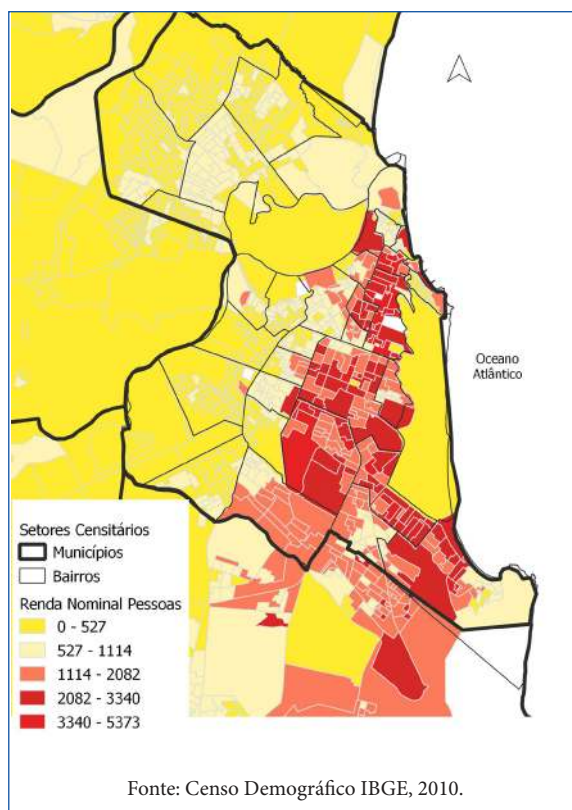 Oceano
Atlântico
Setores Censitários
Municípios
Bairros
Renda Nominal Pessoas
0 - 527
527 - 1114
1114 - 2082
2082 - 3340
3340 - 5373
Fonte: Censo Demográfico IBGE, 2010.